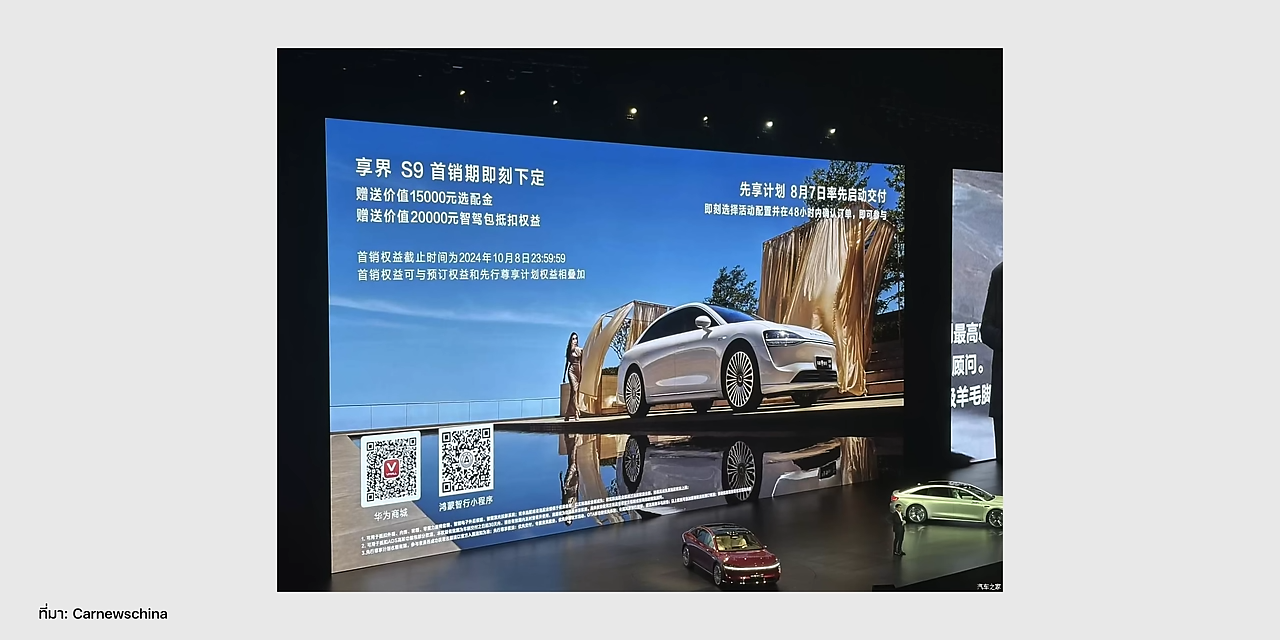 享界 S9 首销期即刻下定
赠送价值15000元选配金
赠送价值20000元智驾包抵扣权益
首销权益截止时间为2024年10月8日23:59:59
首销权益可与预订权益和先行尊享计划权益相叠加
先享计划 8月7日率先启动交付
即刻选择活动配置并在48小时内确认订单，即可参与
最高
顾问。
羊毛脚
华为商城
鸿蒙智行小程序
汽车之家
ที่มา: Carnewschina